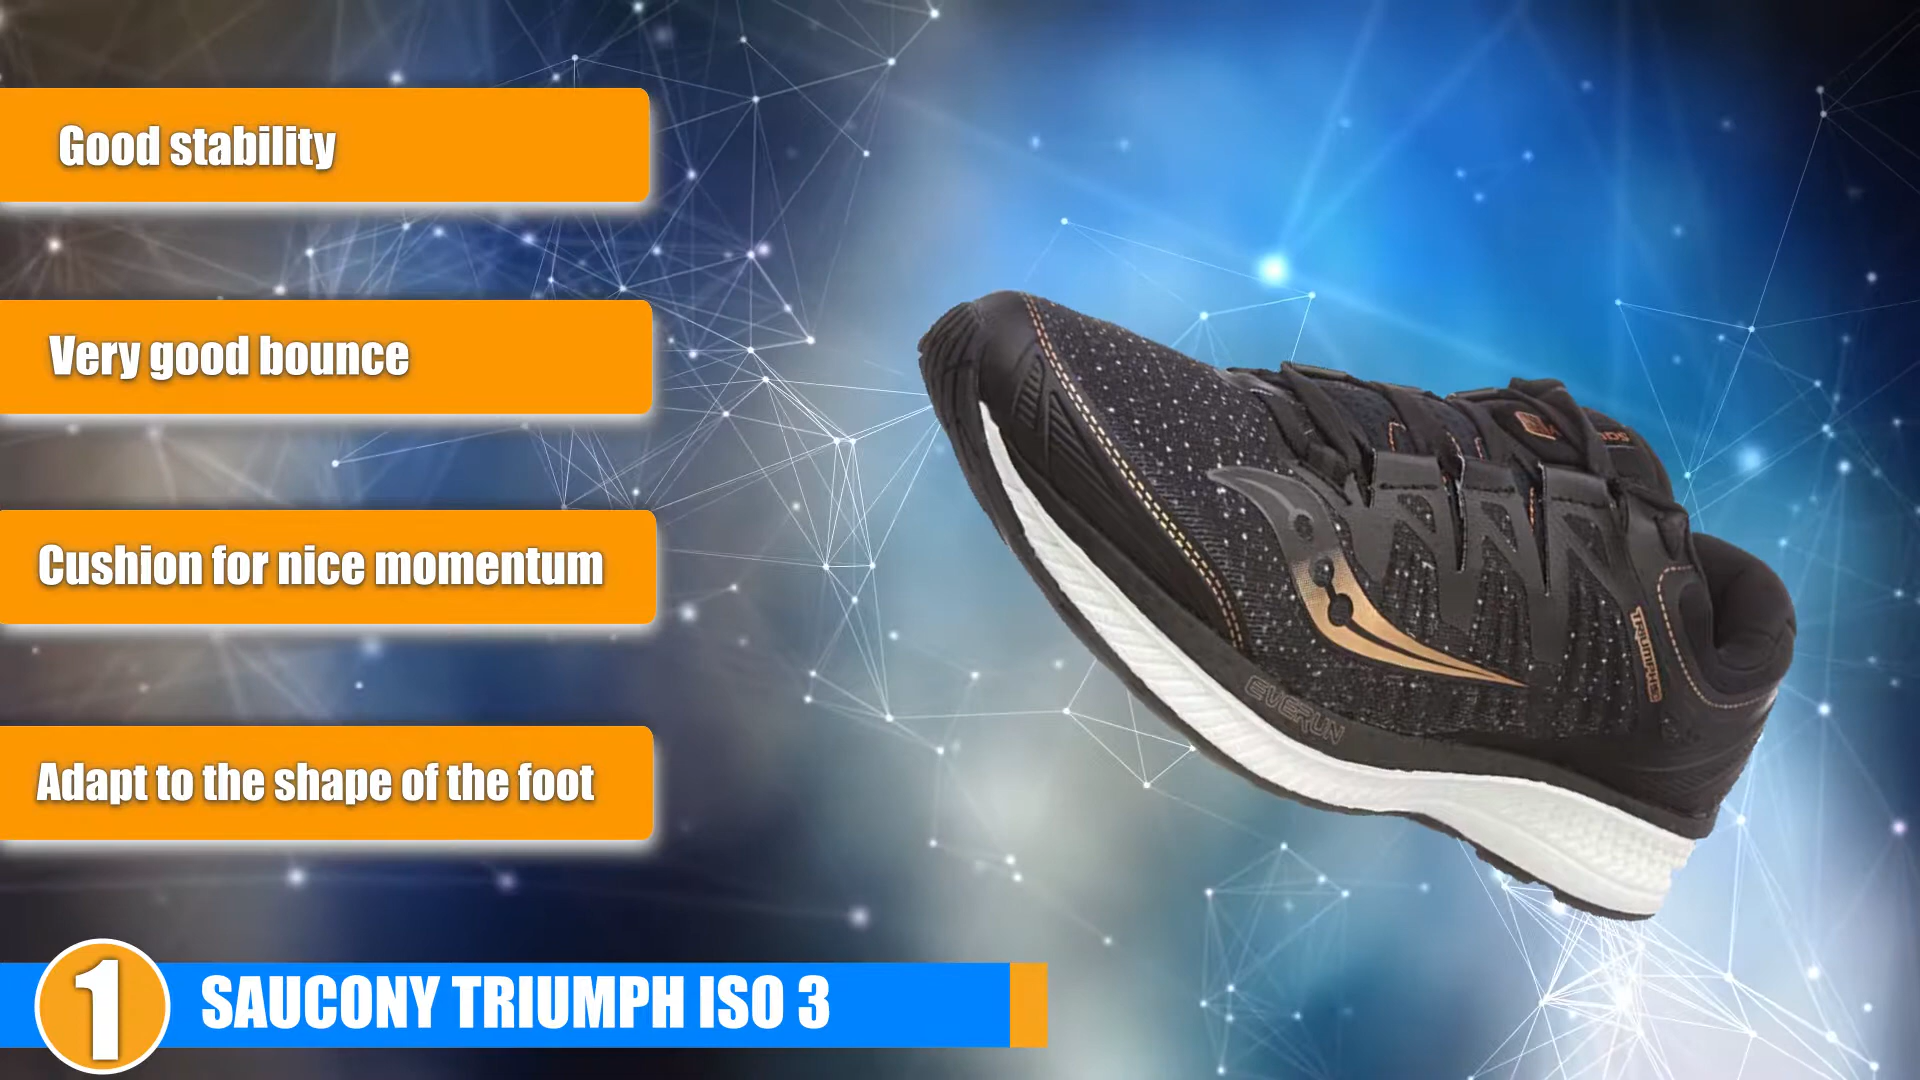 Good stability
Very good bounce
Cushion for nice momentum
Adapt to the shape of the foot
EVERUN
TRIUMPH
1
SAUCONY TRIUMPH ISO 3